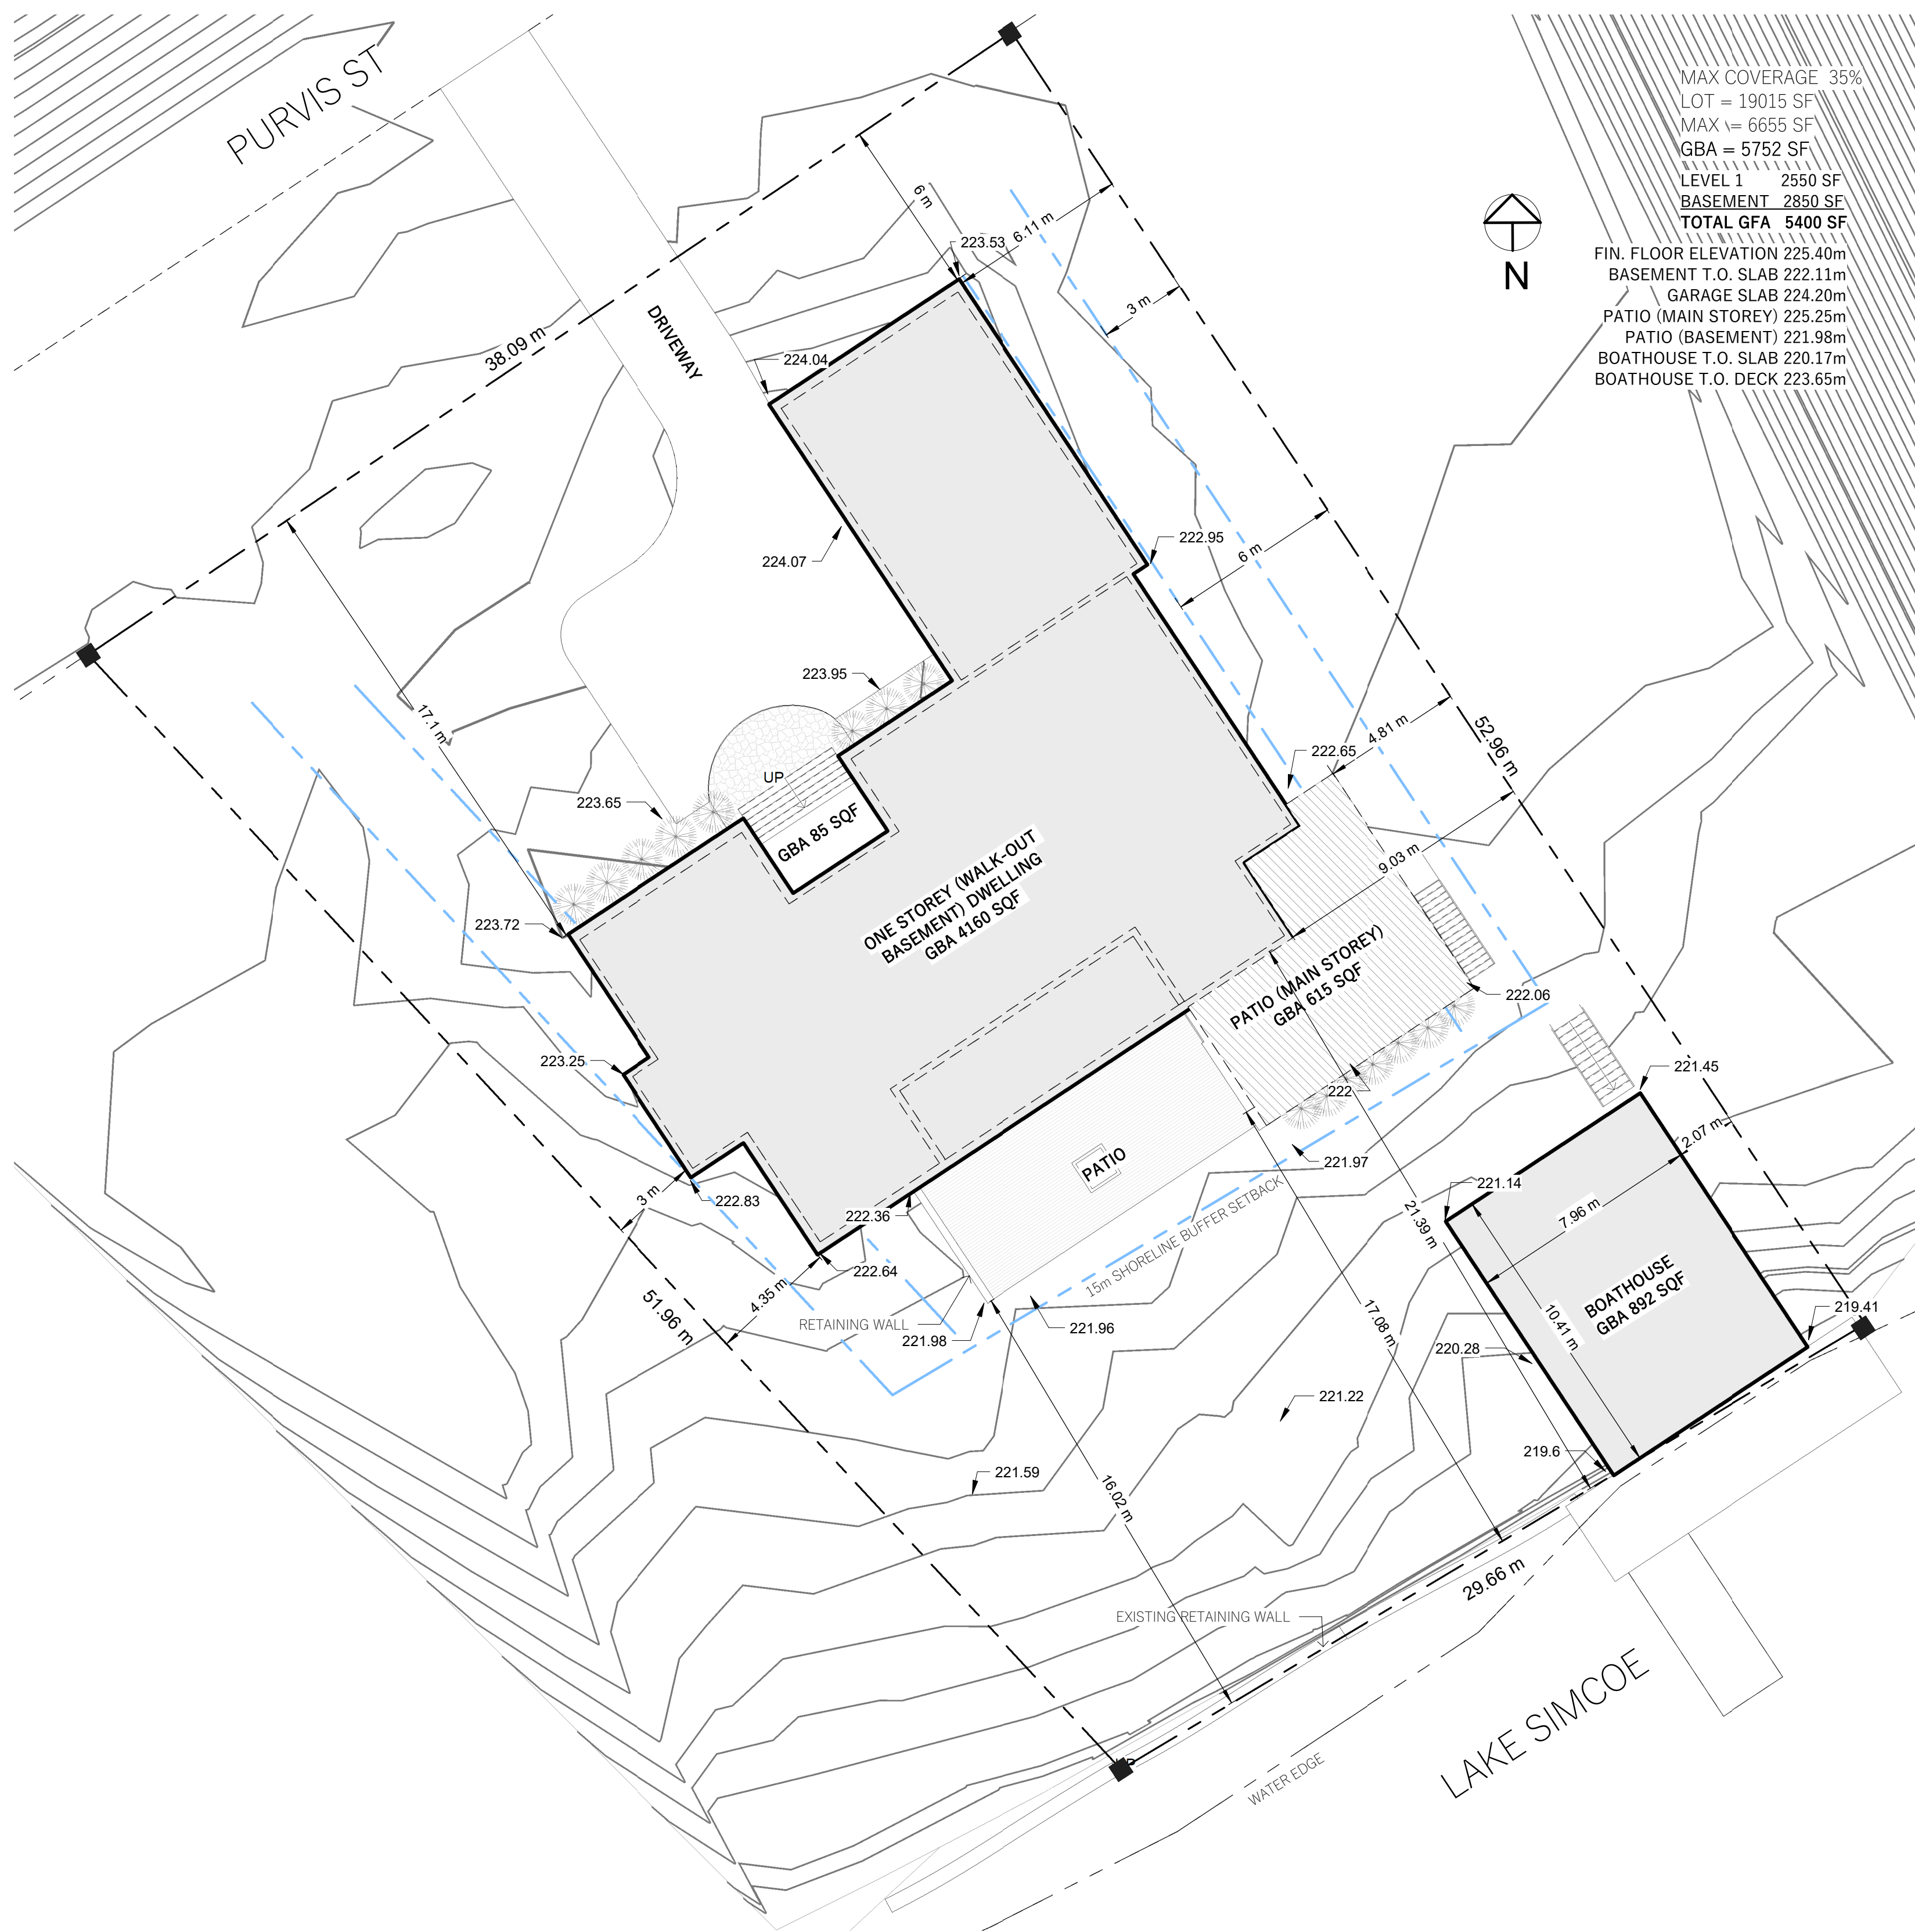 PURVIS ST
MAX COVERAGE 35%
LOT = 19015 SF
MAX = 6655 SF
GBA = 5752 SF
LEVEL 1 2550 SF
BASEMENT 2850 SF
TOTAL GFA 5400 SF
FIN. FLOOR ELEVATION 225.40m
BASEMENT T.O. SLAB 222.11m
GARAGE SLAB 224.20m
PATIO (MAIN STOREY) 225.25m
PATIO (BASEMENT) 221.98m
BOATHOUSE T.O. SLAB 220.17m
BOATHOUSE T.O. DECK 223.65m
N
6 m
6.11 m
223.53
3 m
38.09 m
DRIVEWAY
224.04
224.07
222.95
6 m
223.95
17.1 m
4.81 m
52.96 m
222.65
UP
223.65
GBA 85 SQF
9.03 m
223.72
ONE STOREY (WALK-OUT
BASEMENT) DWELLING
GBA 4160 SQF
PATIO (MAIN STOREY)
GBA 615 SQF
222.06
223.25
222
221.45
2.07 m
PATIO
221.97
3 m
222.83
222.36
221.14
21.39 m
7.96 m
15m SHORELINE BUFFER SETBACK
222.64
4.35 m
51.96 m
RETAINING WALL
221.98
221.96
17.08 m
BOATHOUSE
GBA 892 SQF
10.41 m
219.41
220.28
221.22
219.6
221.59
16.02 m
29.66 m
EXISTING RETAINING WALL
LAKE SIMCOE
WATER EDGE